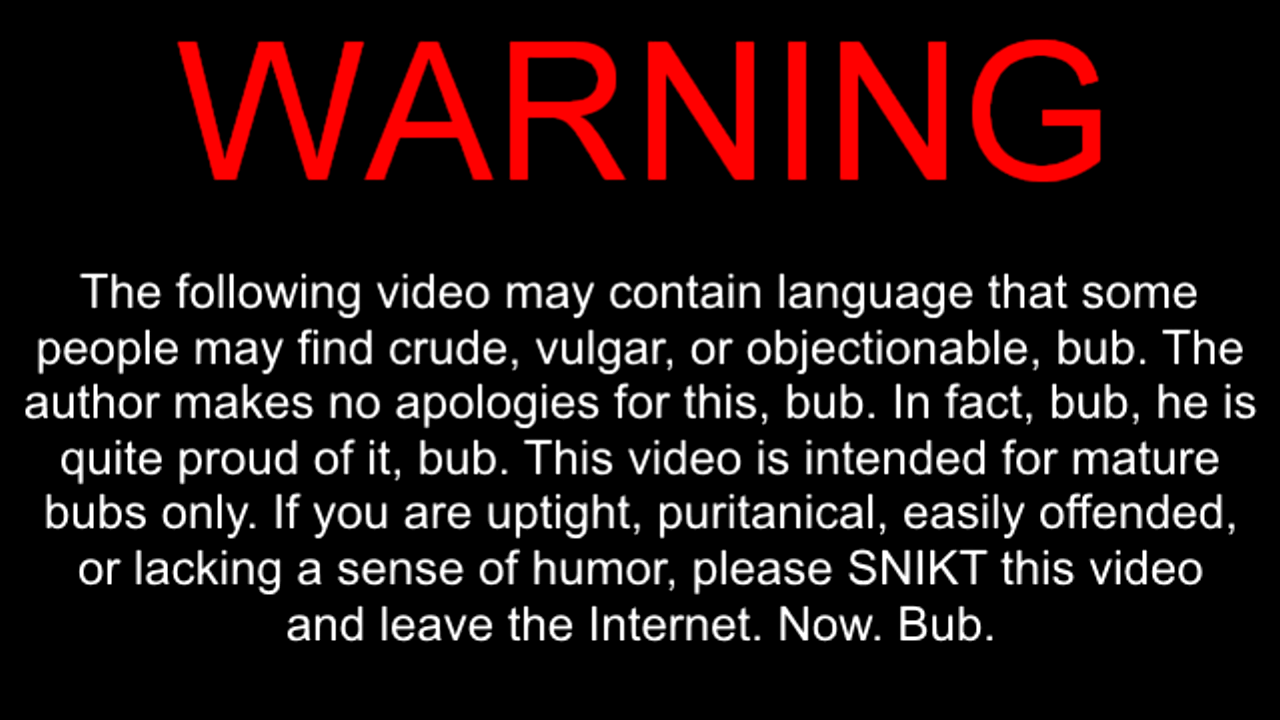 WARNING
The following video may contain language that some
people may find crude, vulgar, or objectionable, bub. The
author makes no apologies for this, bub. In fact, bub, he is
quite proud of it, bub. This video is intended for mature
bubs only. If you are uptight, puritanical, easily offended,
or lacking a sense of humor, please SNIKT this video
and leave the Internet. Now. Bub.